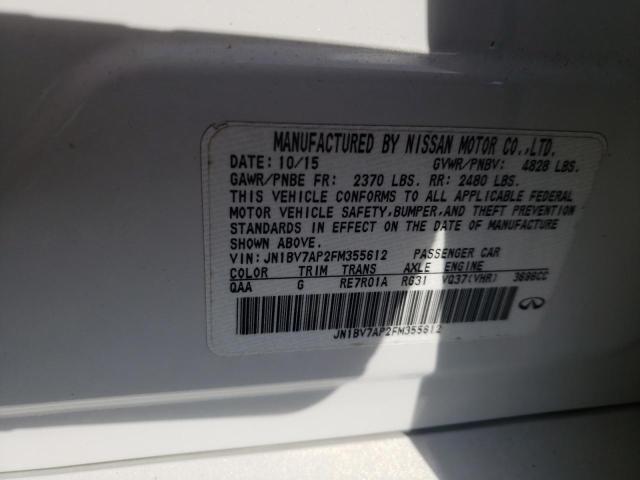 MANUFACTURED BY NISSAN MOTOR CO.,LTD.
DATE: 10/15 GVWR/PNBV: 4828 LBS.
GAWR/PNBE FR: 2370 LBS. RR: 2480 LBS.
THIS VEHICLE CONFORMS TO ALL APPLICABLE FEDERAL
MOTOR VEHICLE SAFETY,BUMPER,AND THEFT PREVENTION
STANDARDS IN EFFECT ON THE DATE OF MANUFACTURE
SHOWN ABOVE.
VIN: JN1BV7AP2FM355612 PASSENGER CAR
COLOR TRIM TRANS AXLE ENGINE
QAA G RE7R01A RG31 VQ37(VHR) 3696CC
JN1BV7AP2FM355612